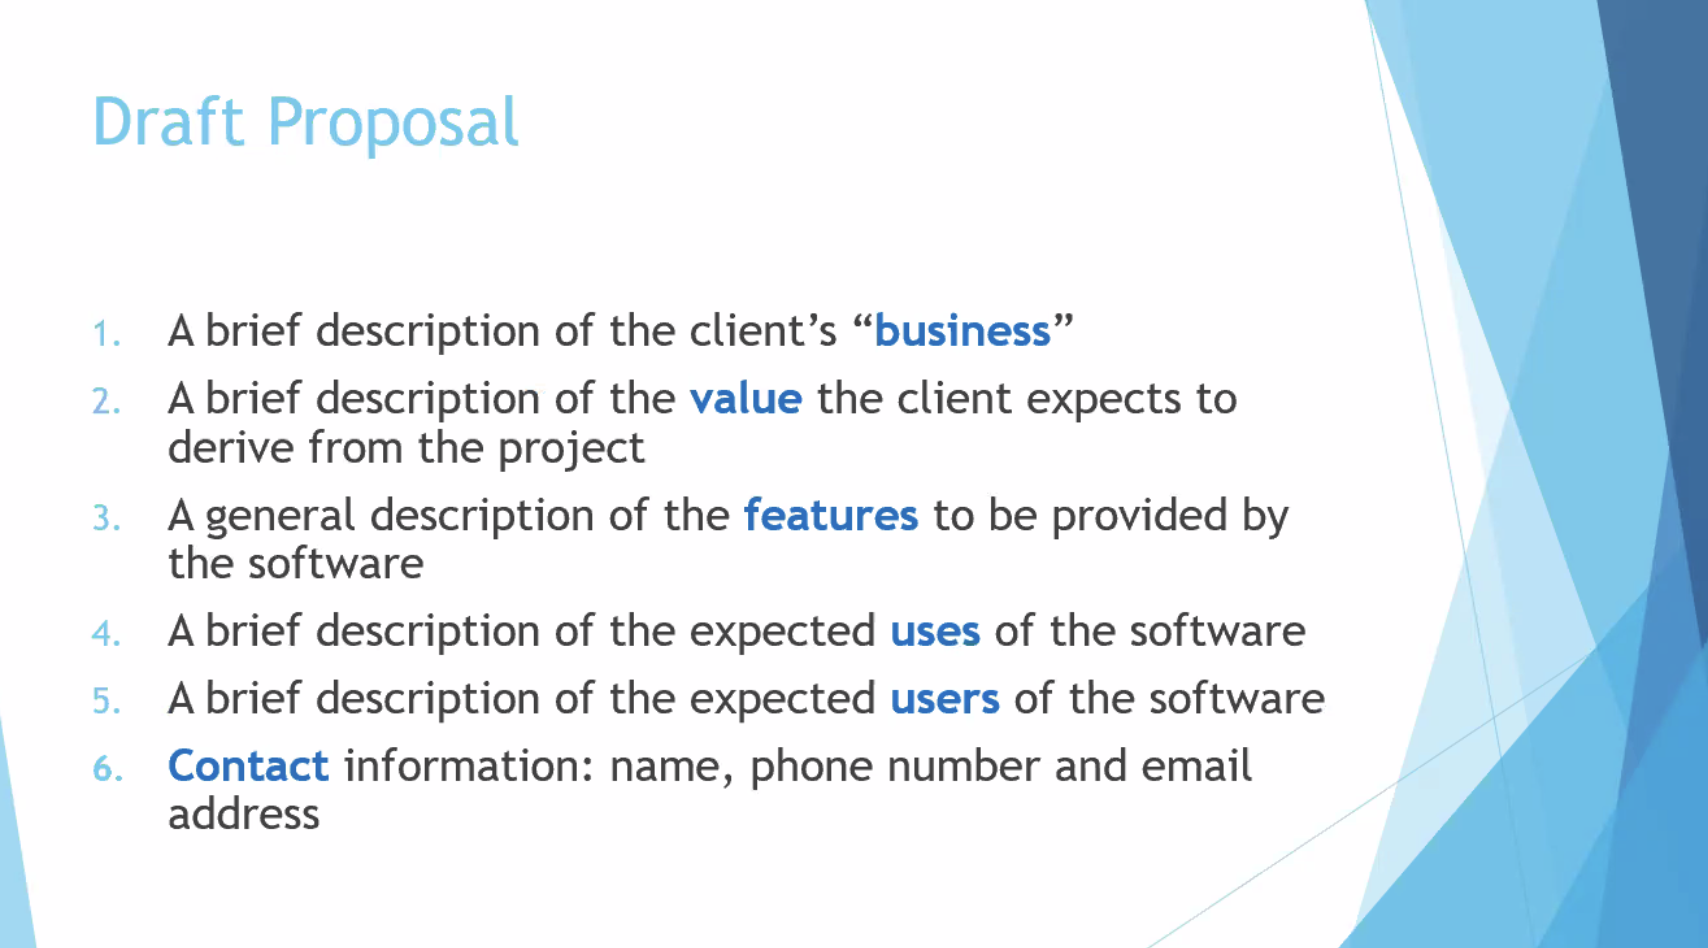 Draft Proposal
1. A brief description of the client’s “business”
2. A brief description of the value the client expects to
derive from the project
3. A general description of the features to be provided by
the software
4. A brief description of the expected uses of the software
5. A brief description of the expected users of the software
6. Contact information: name, phone number and email
address